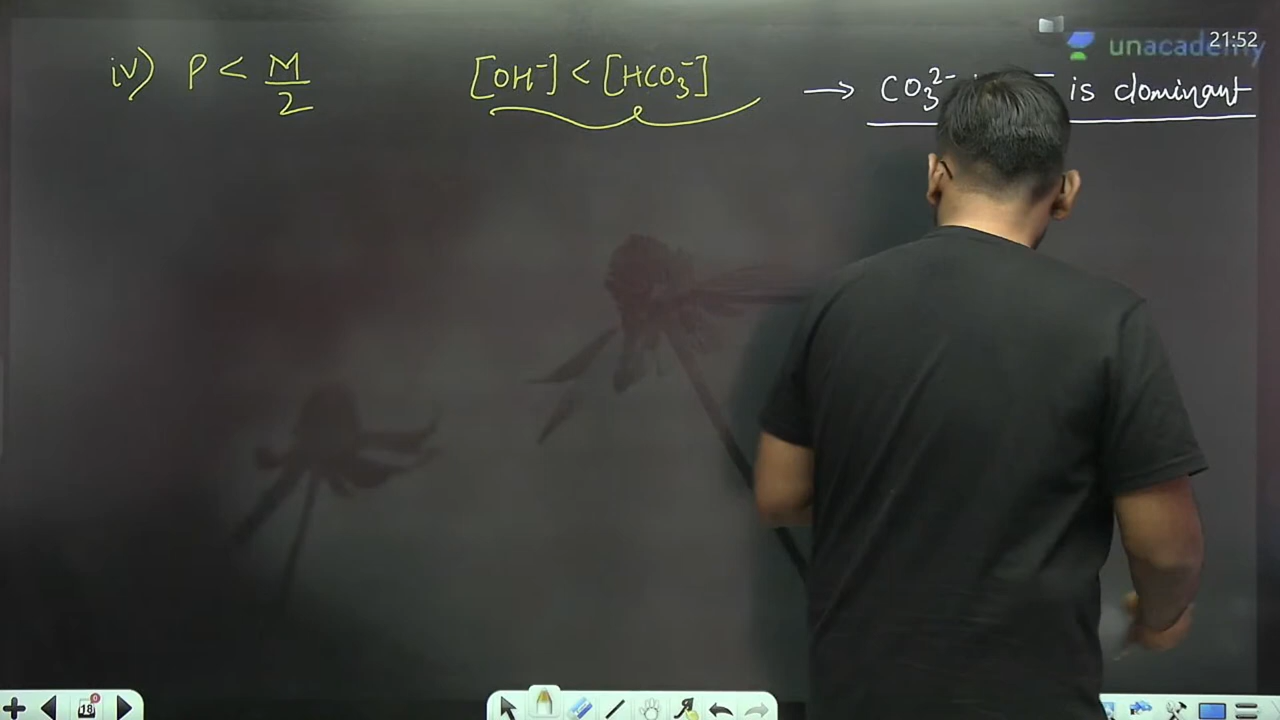 iv) P < M/2 [OH⁻] < [HCO₃⁻] → CO₃²⁻ is dominant
unacademy
21:52
18